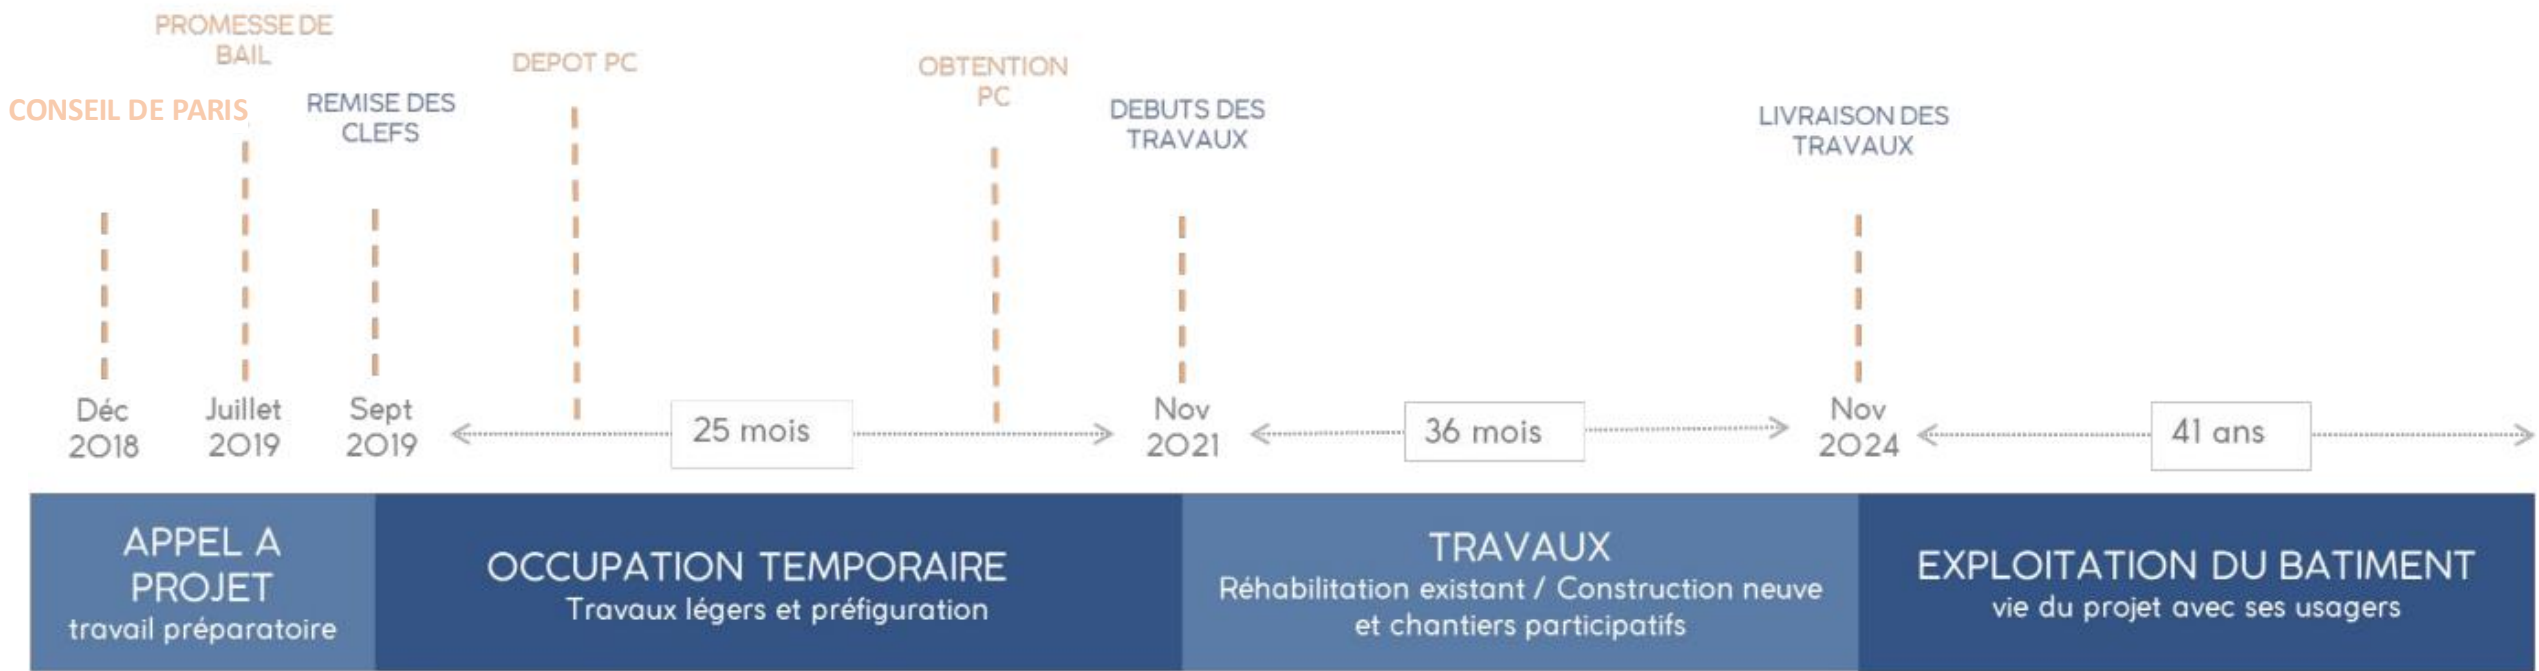 PROMESSE DE
BAIL
CONSEIL DE PARIS
REMISE DES
CLEFS
DEPOT PC
OBTENTION
PC
DEBUTS DES
TRAVAUX
LIVRAISON DES
TRAVAUX
Déc
2018
Juillet
2019
Sept
2019
25 mois
Nov
2021
36 mois
Nov
2024
41 ans
APPEL A
PROJET
travail préparatoire
OCCUPATION TEMPORAIRE
Travaux légers et préfiguration
TRAVAUX
Réhabilitation existant / Construction neuve
et chantiers participatifs
EXPLOITATION DU BATIMENT
vie du projet avec ses usagers